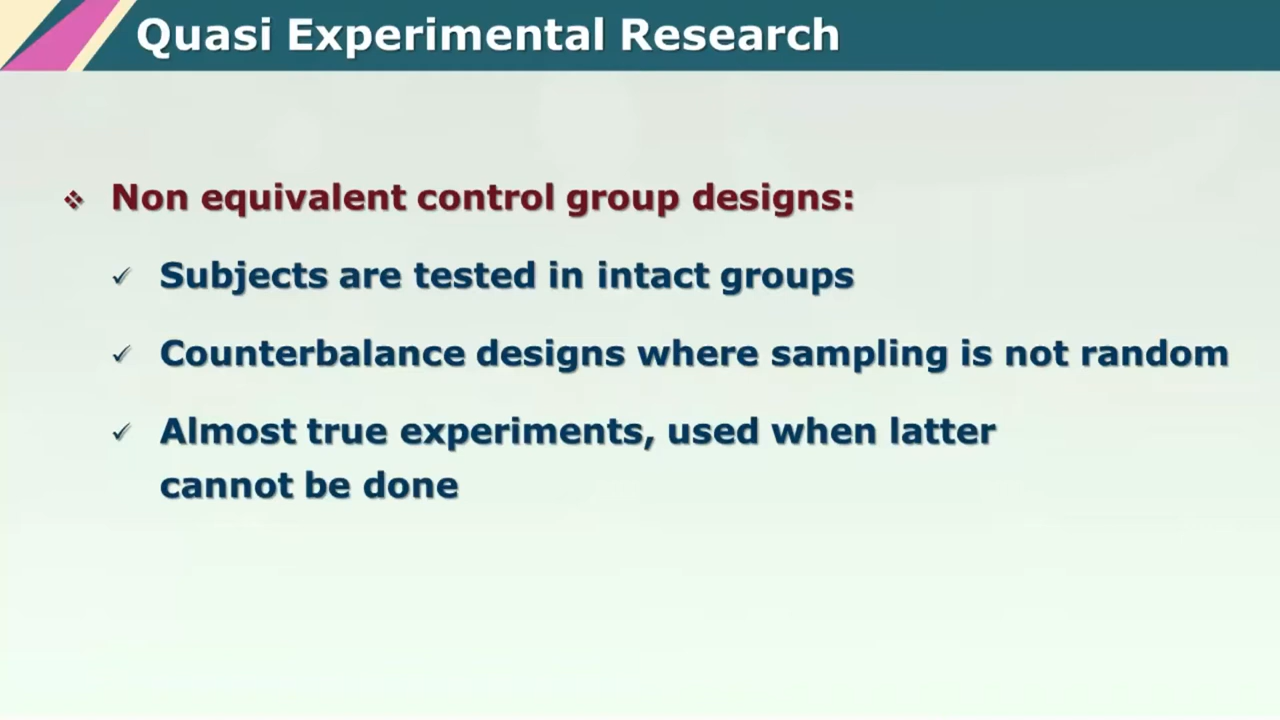 Quasi Experimental Research
Non equivalent control group designs:
Subjects are tested in intact groups
Counterbalance designs where sampling is not random
Almost true experiments, used when latter
cannot be done